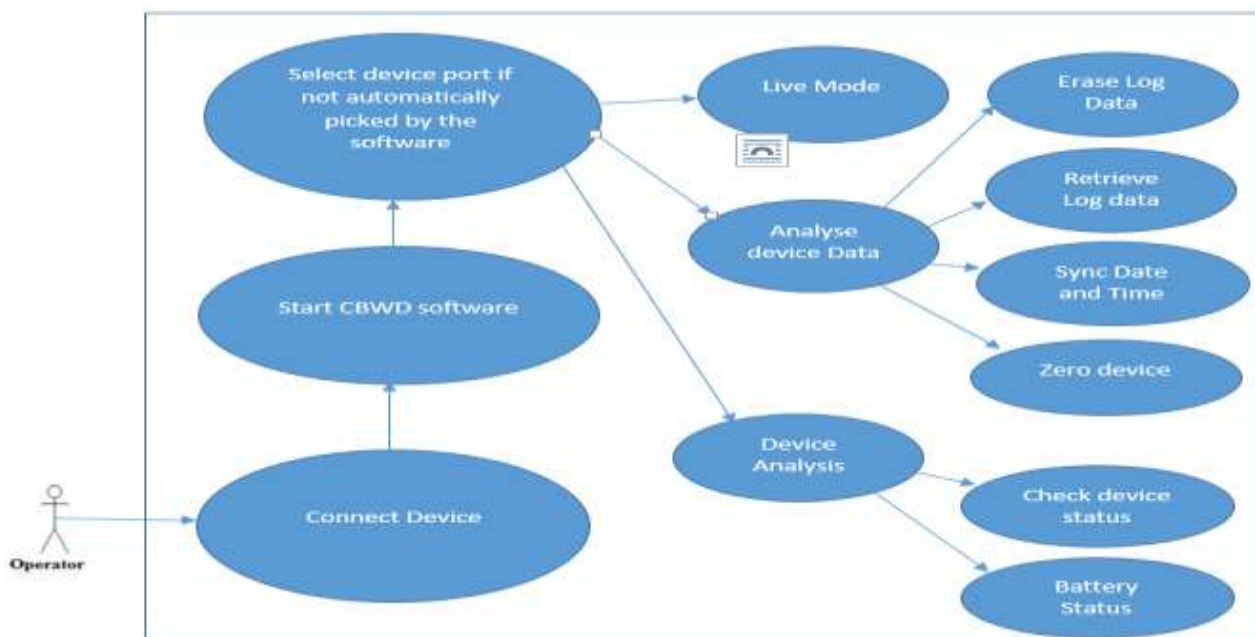 Select device port if
not automatically
picked by the
software
Live Mode
Erase Log
Data
Retrieve
Log data
Analyse
device Data
Sync Date
and Time
Start CBWD software
Zero device
Device
Analysis
Check device
status
Connect Device
Operator
Battery
Status